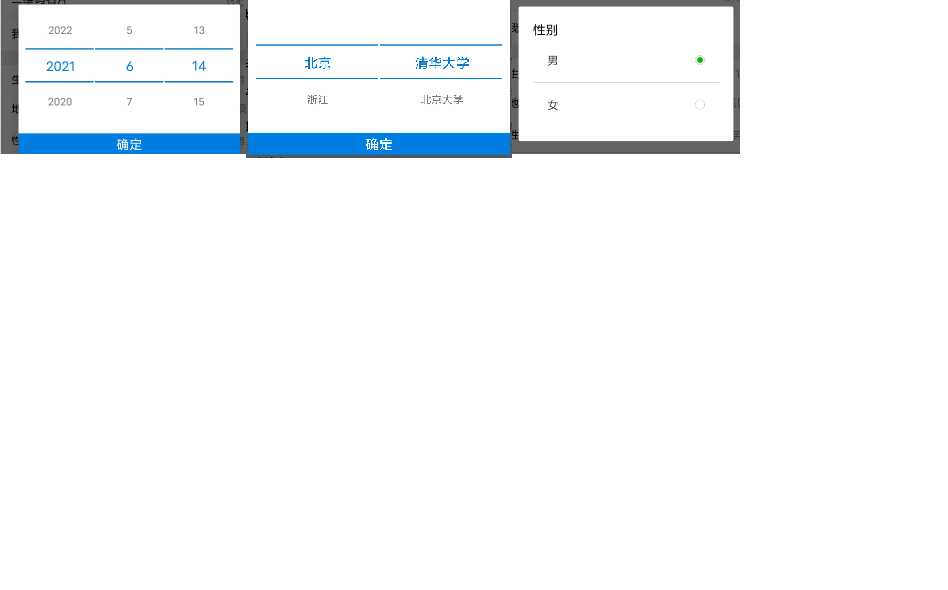 2022 5 13
2021 6 14
2020 7 15
确定
北京 清华大学
浙江 北京大学
确定
性别
男
女